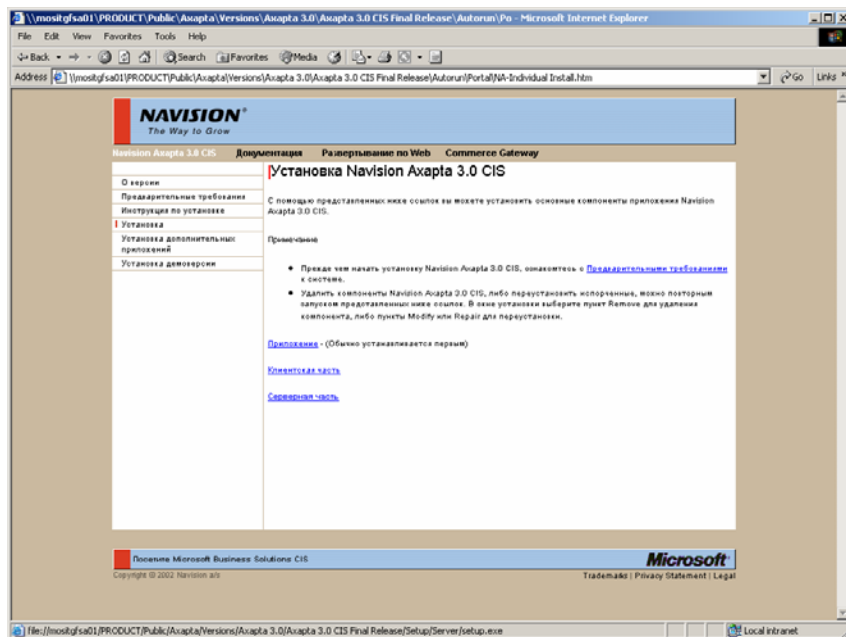 \\mositgfsa01\PRODUCT\Public\Axapta\Versions\Axapta 3.0\Axapta 3.0 CIS Final Release\Autorun\Po - Microsoft Internet Explorer
File Edit View Favorites Tools Help
Back Search Favorites Media
Address \\mositgfsa01\PRODUCT\Public\Axapta\Versions\Axapta 3.0\Axapta 3.0 CIS Final Release\Autorun\Portal\NA-Individual Install.htm Go Links »
NAVISION®
The Way to Grow
Navision Axapta 3.0 CIS Документация Развертывание по Web Commerce Gateway
О версии
Предварительные требования
Инструкция по установке
Установка
Установка дополнительных
приложений
Установка демоверсии
Установка Navision Axapta 3.0 CIS
С помощью представленных ниже ссылок вы можете установить основные компоненты приложения Navision
Axapta 3.0 CIS.
Примечание
• Прежде чем начать установку Navision Axapta 3.0 CIS, ознакомьтесь с Предварительными требованиями
к системе.
• Удалить компоненты Navision Axapta 3.0 CIS, либо переустановить испорченные, можно повторным
запуском представленных ниже ссылок. В окне установки выберите пункт Remove для удаления
компонента, либо пункты Modify или Repair для переустановки.
Приложение - (Обычно устанавливается первым)
Клиентская часть
Серверная часть
Посетите Microsoft Business Solutions CIS
Microsoft
Copyright © 2002 Navision a/s
Trademarks | Privacy Statement | Legal
file://mositgfsa01/PRODUCT/Public/Axapta/Versions/Axapta 3.0/Axapta 3.0 CIS Final Release/Setup/Server/setup.exe
Local intranet